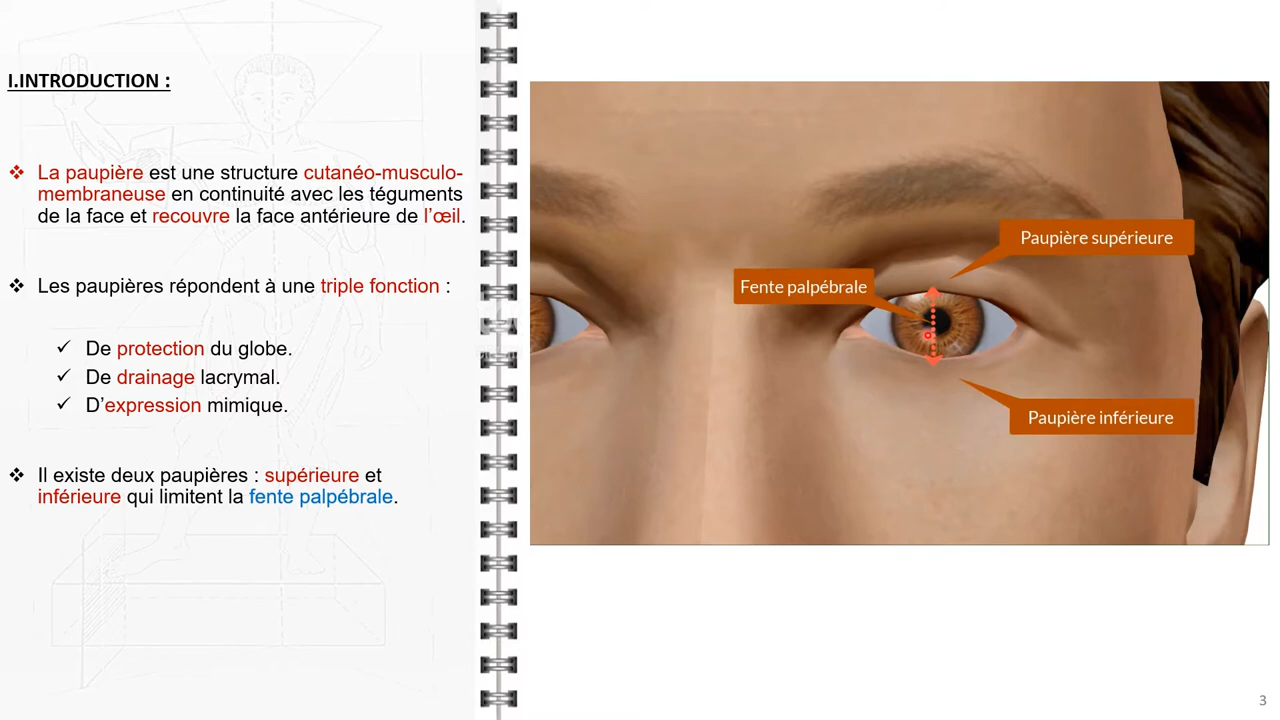 I.INTRODUCTION :
❖ La paupière est une structure cutanéo-musculo-
membraneuse en continuité avec les téguments
de la face et recouvre la face antérieure de l’œil.
❖ Les paupières répondent à une triple fonction :
✓ De protection du globe.
✓ De drainage lacrymal.
✓ D’expression mimique.
❖ Il existe deux paupières : supérieure et
inférieure qui limitent la fente palpébrale.
Paupière supérieure
Fente palpébrale
Paupière inférieure
3